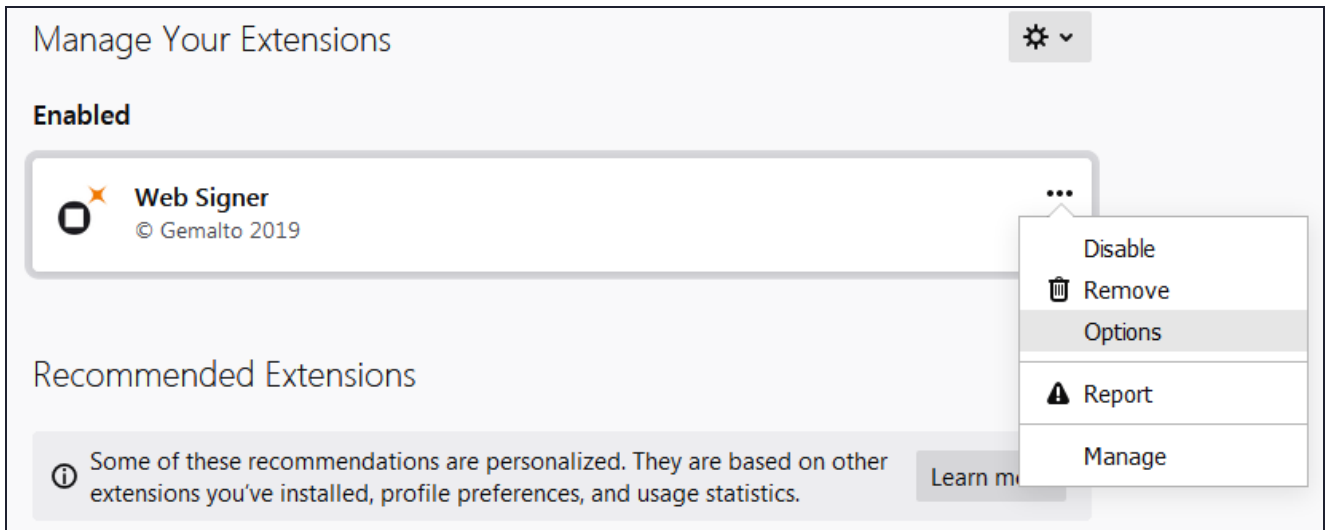 Manage Your Extensions
Enabled
Web Signer
© Gemalto 2019
Disable
Remove
Options
Report
Manage
Recommended Extensions
Some of these recommendations are personalized. They are based on other
extensions you've installed, profile preferences, and usage statistics.
Learn